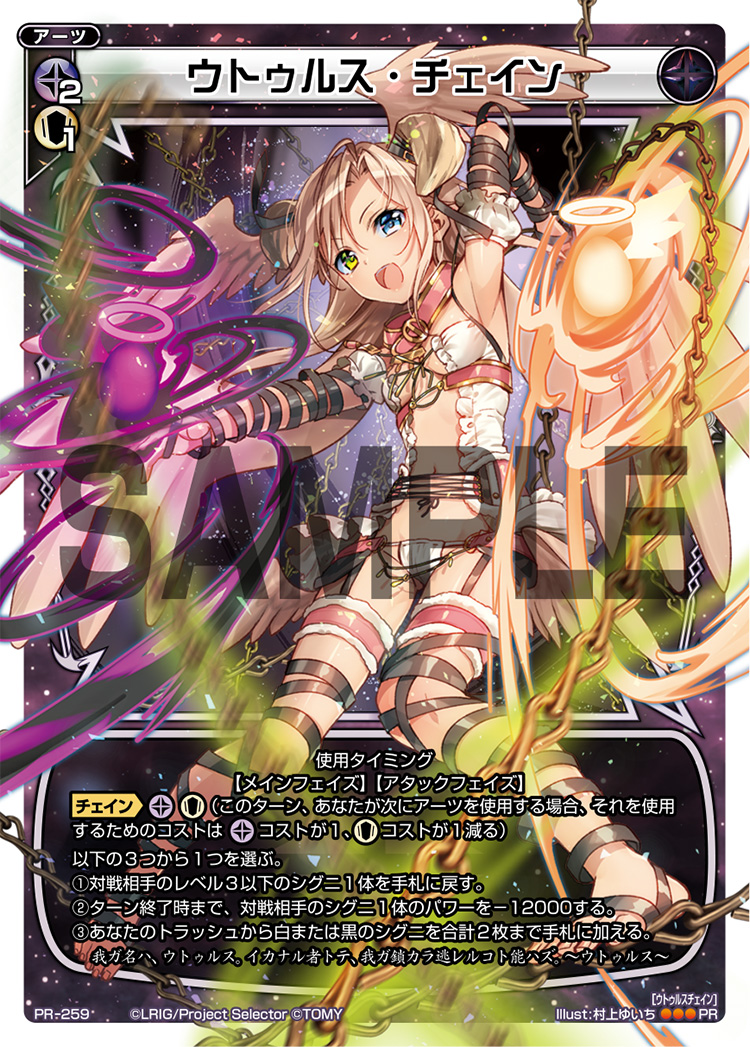 アーツ
ウトゥルス・チェイン
2
1
SAMPLE
使用タイミング
【メインフェイズ】【アタックフェイズ】
チェイン (このターン、あなたが次にアーツを使用する場合、それを使用
するためのコストは コストが1、 コストが1減る)
以下の3つから1つを選ぶ。
①対戦相手のレベル3以下のシグニ1体を手札に戻す。
②ターン終了時まで、対戦相手のシグニ1体のパワーを-12000する。
③あなたのトラッシュから白または黒のシグニを合計2枚まで手札に加える。
我ガ名ハ、ウトゥルス。イカナル者トテ、我ガ鎖カラ逃レルコト能ハズ。～ウトゥルス～
[ウトゥルスチェイン]
PR-259 ©LRIG/Project Selector ©TOMY Illust:村上ゆいち PR